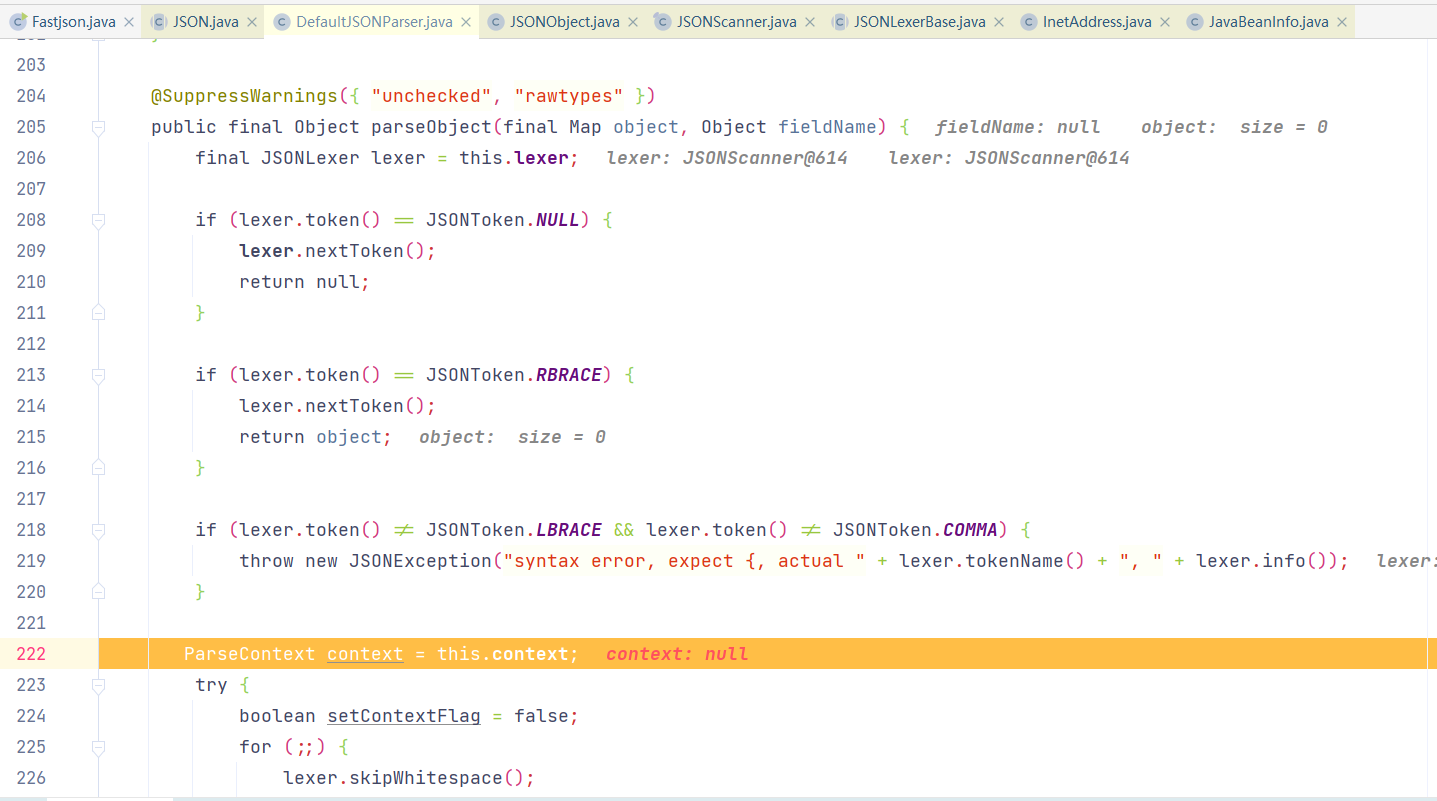 Fastjson.java JSON.java DefaultJSONParser.java JSONObject.java JSONScanner.java JSONLexerBase.java InetAddress.java JavaBeanInfo.java
203
204 @SuppressWarnings({ "unchecked", "rawtypes" })
205 public final Object parseObject(final Map object, Object fieldName) { fieldName: null object: size = 0
206 final JSONLexer lexer = this.lexer; lexer: JSONScanner@614 lexer: JSONScanner@614
207
208 if (lexer.token() == JSONToken.NULL) {
209 lexer.nextToken();
210 return null;
211 }
212
213 if (lexer.token() == JSONToken.RBRACE) {
214 lexer.nextToken();
215 return object; object: size = 0
216 }
217
218 if (lexer.token() != JSONToken.LBRACE && lexer.token() != JSONToken.COMMA) {
219 throw new JSONException("syntax error, expect {, actual " + lexer.tokenName() + ", " + lexer.info()); lexer:
220 }
221
222 ParseContext context = this.context; context: null
223 try {
224 boolean setContextFlag = false;
225 for (;;) {
226 lexer.skipWhitespace();